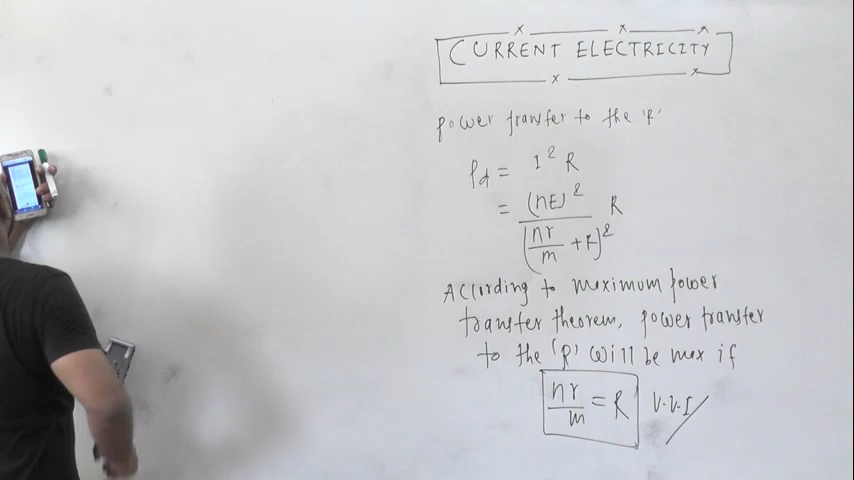 CURRENT ELECTRICITY
power transfer to the 'R'
Pd = I² R
= (nE)² / (nr/m + R)² R
According to maximum power
transfer theorem, power transfer
to the 'R' will be max if
nr/m = R V.V.I